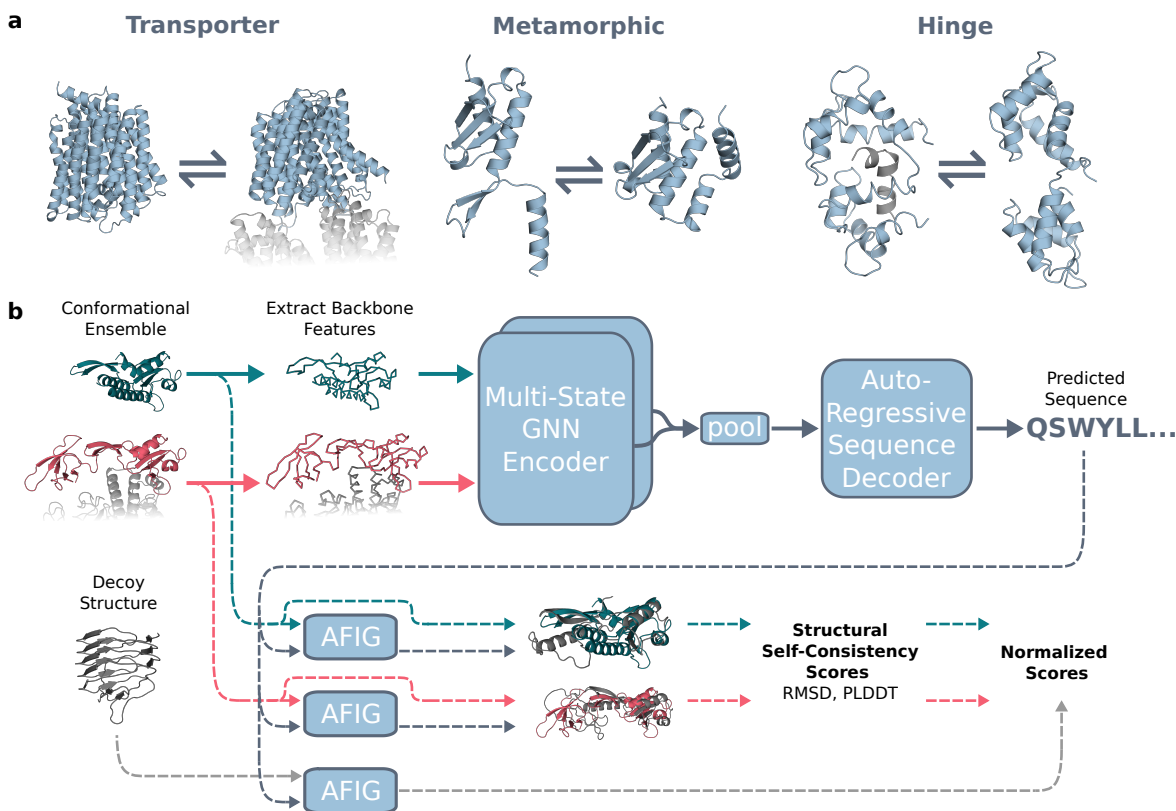 a
Transporter
Metamorphic
Hinge
b
Conformational
Ensemble
Extract Backbone
Features
Multi-State
GNN
Encoder
pool
Auto-
Regressive
Sequence
Decoder
Predicted
Sequence
QSWYLL...
Decoy
Structure
AFIG
AFIG
AFIG
Structural
Self-Consistency
Scores
RMSD, PLDDT
Normalized
Scores